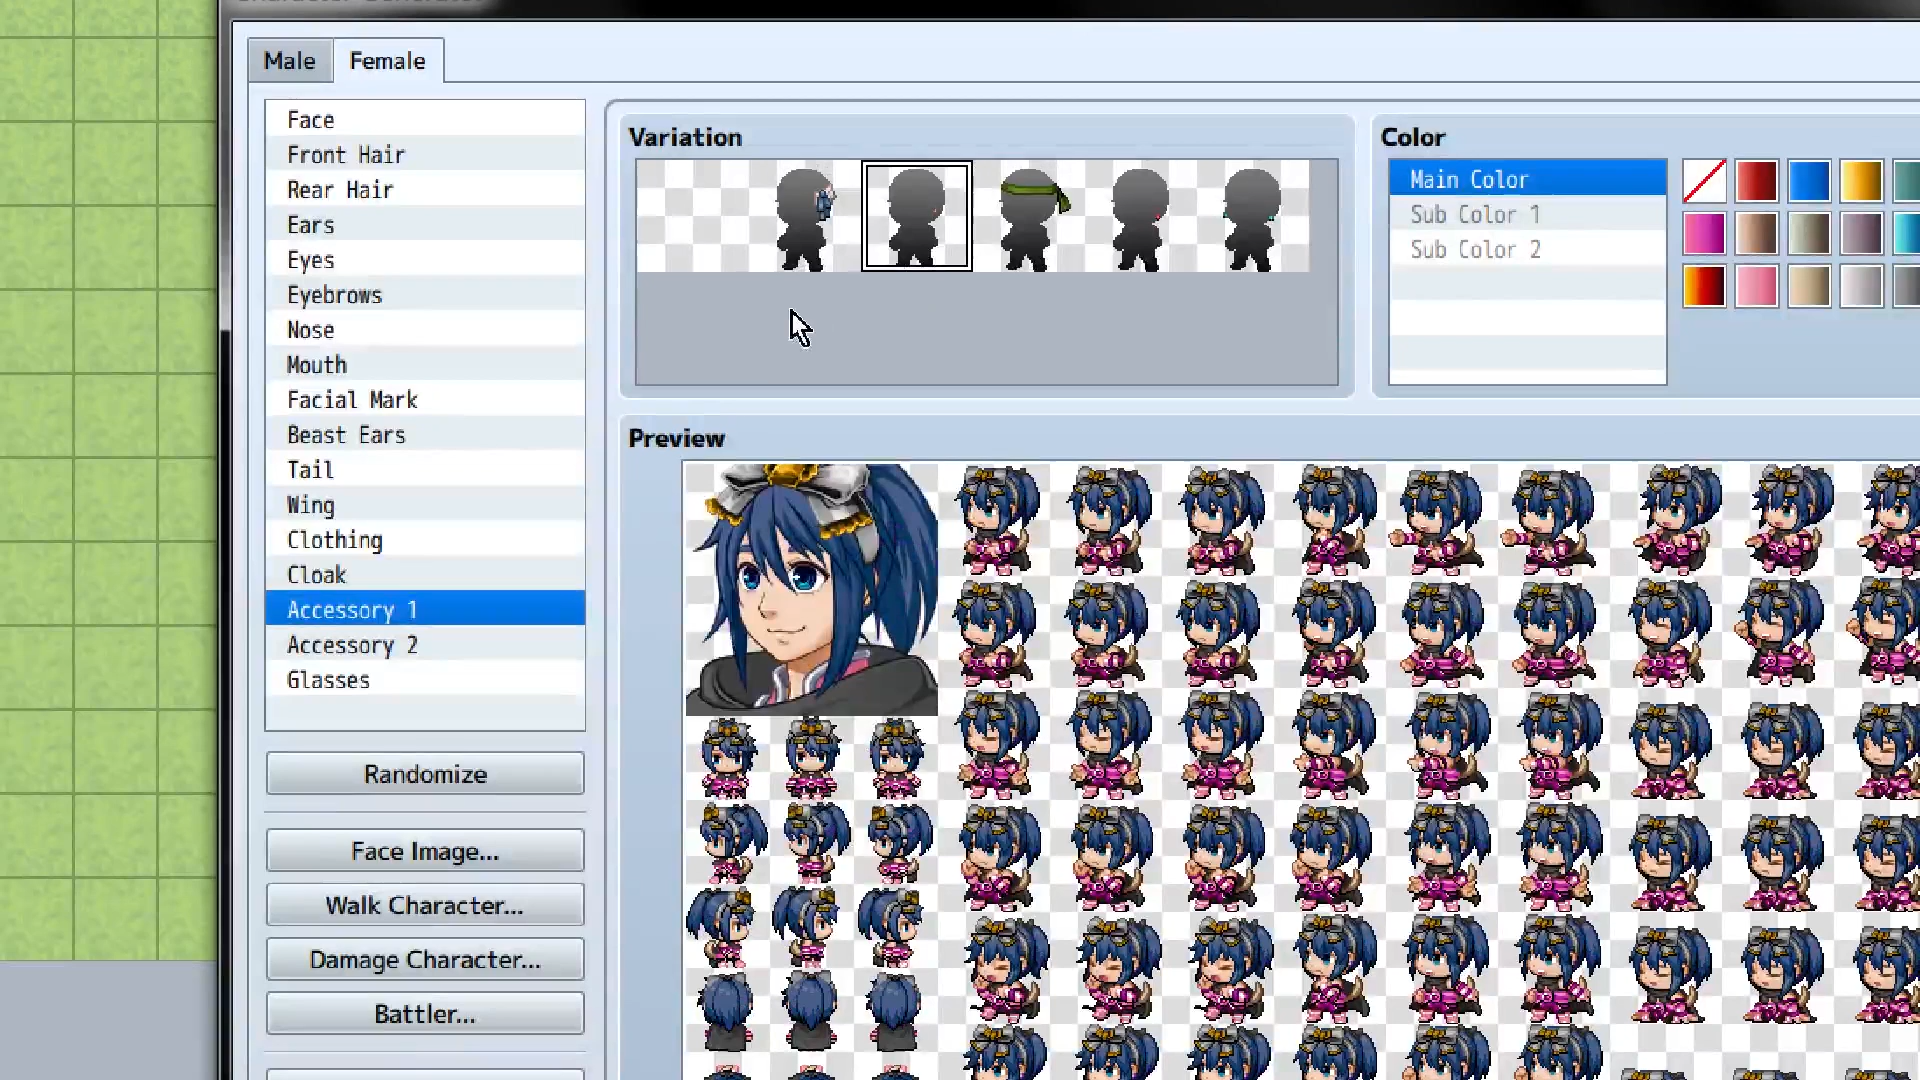 Male
Female
Face
Front Hair
Rear Hair
Ears
Eyes
Eyebrows
Nose
Mouth
Facial Mark
Beast Ears
Tail
Wing
Clothing
Cloak
Accessory 1
Accessory 2
Glasses
Randomize
Face Image...
Walk Character...
Damage Character...
Battler...
Variation
Color
Main Color
Sub Color 1
Sub Color 2
Preview